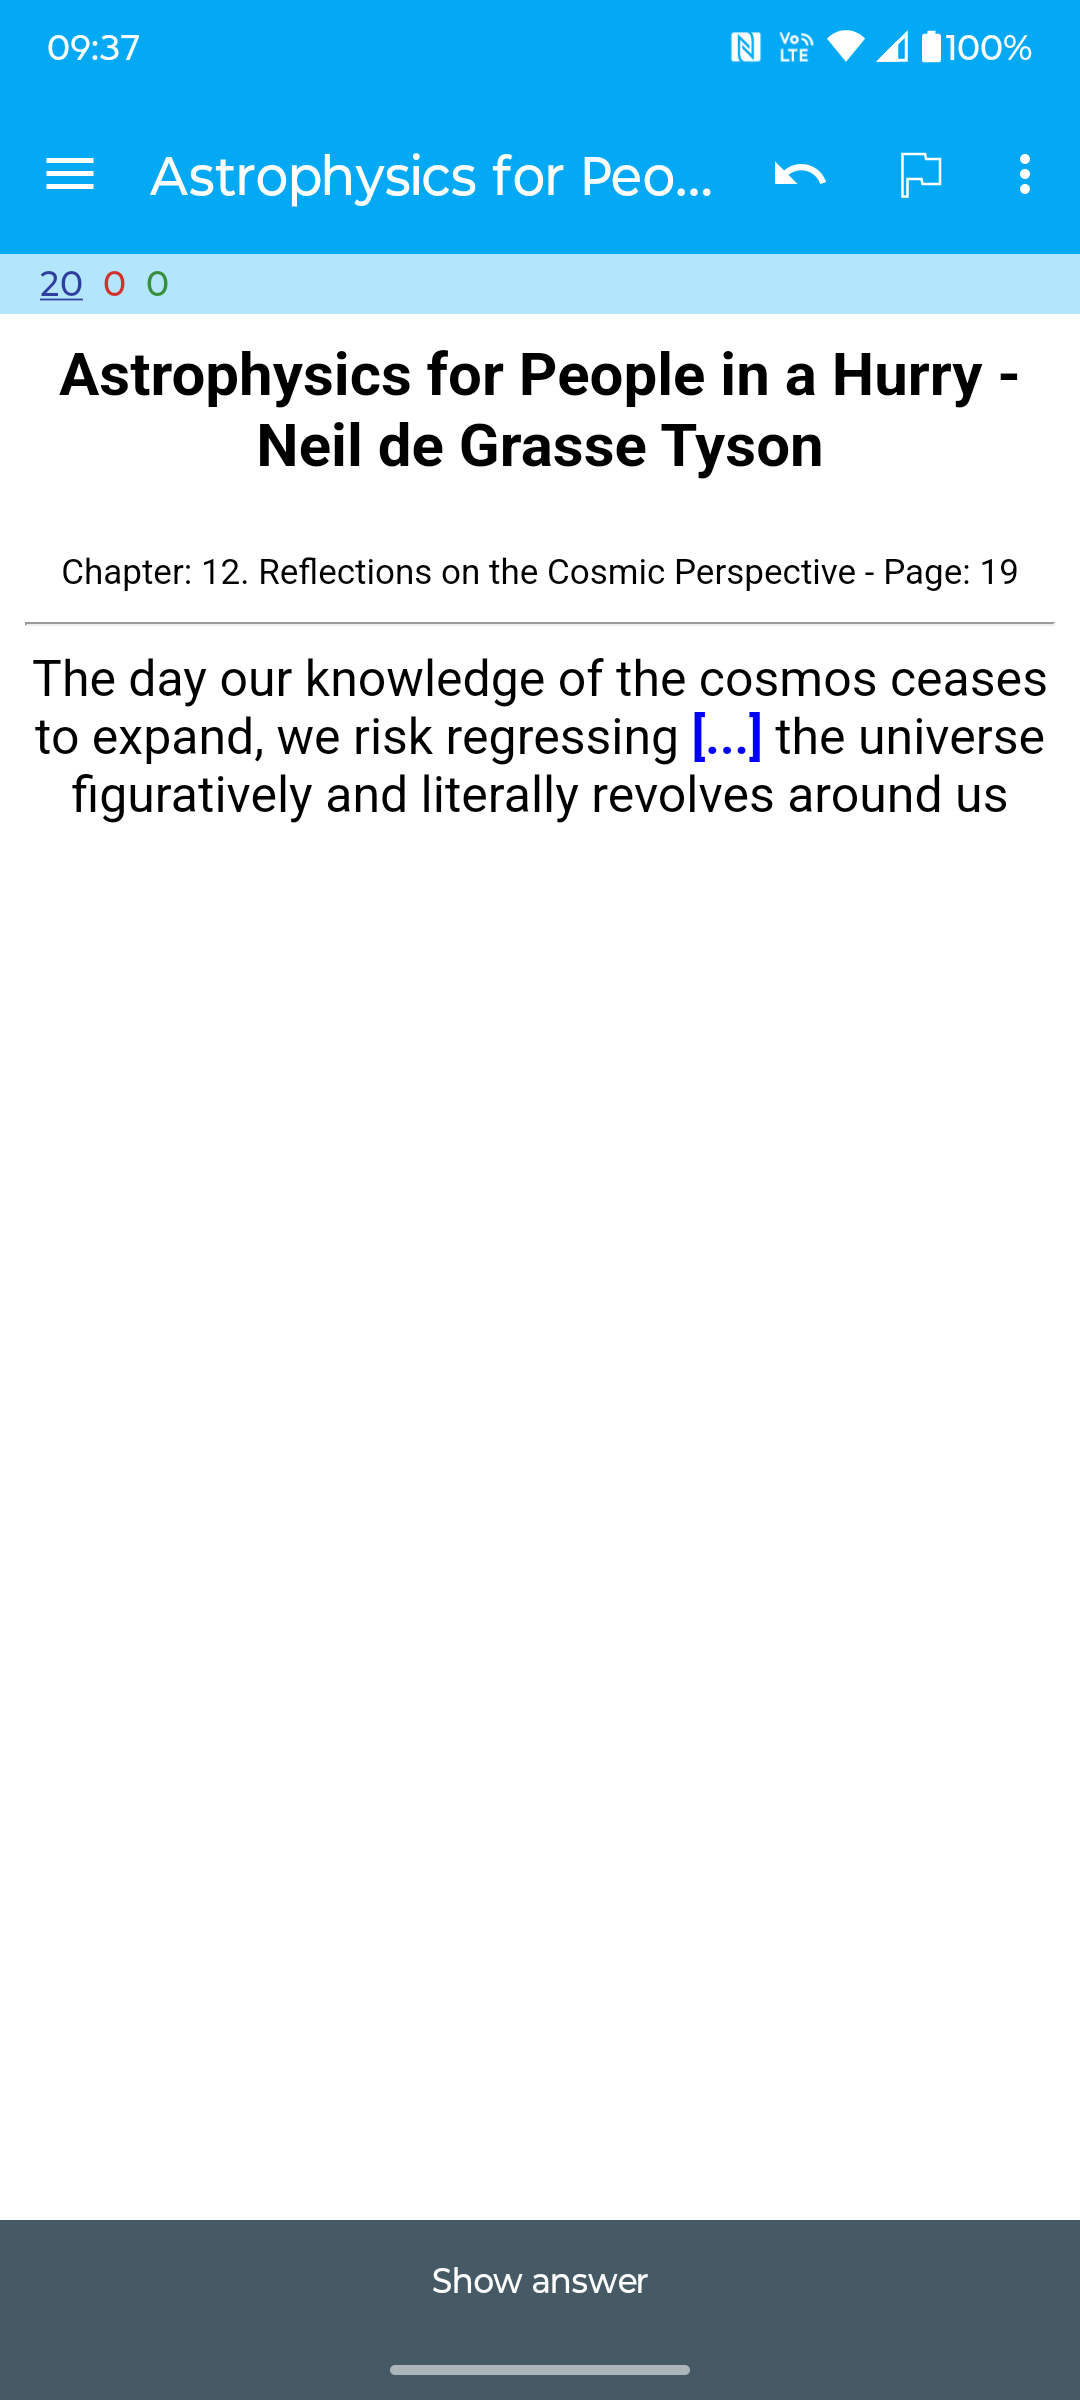 09:37
VoLTE
100%
Astrophysics for Peo...
20 0 0
Astrophysics for People in a Hurry -
Neil de Grasse Tyson
Chapter: 12. Reflections on the Cosmic Perspective - Page: 19
The day our knowledge of the cosmos ceases
to expand, we risk regressing [...] the universe
figuratively and literally revolves around us
Show answer